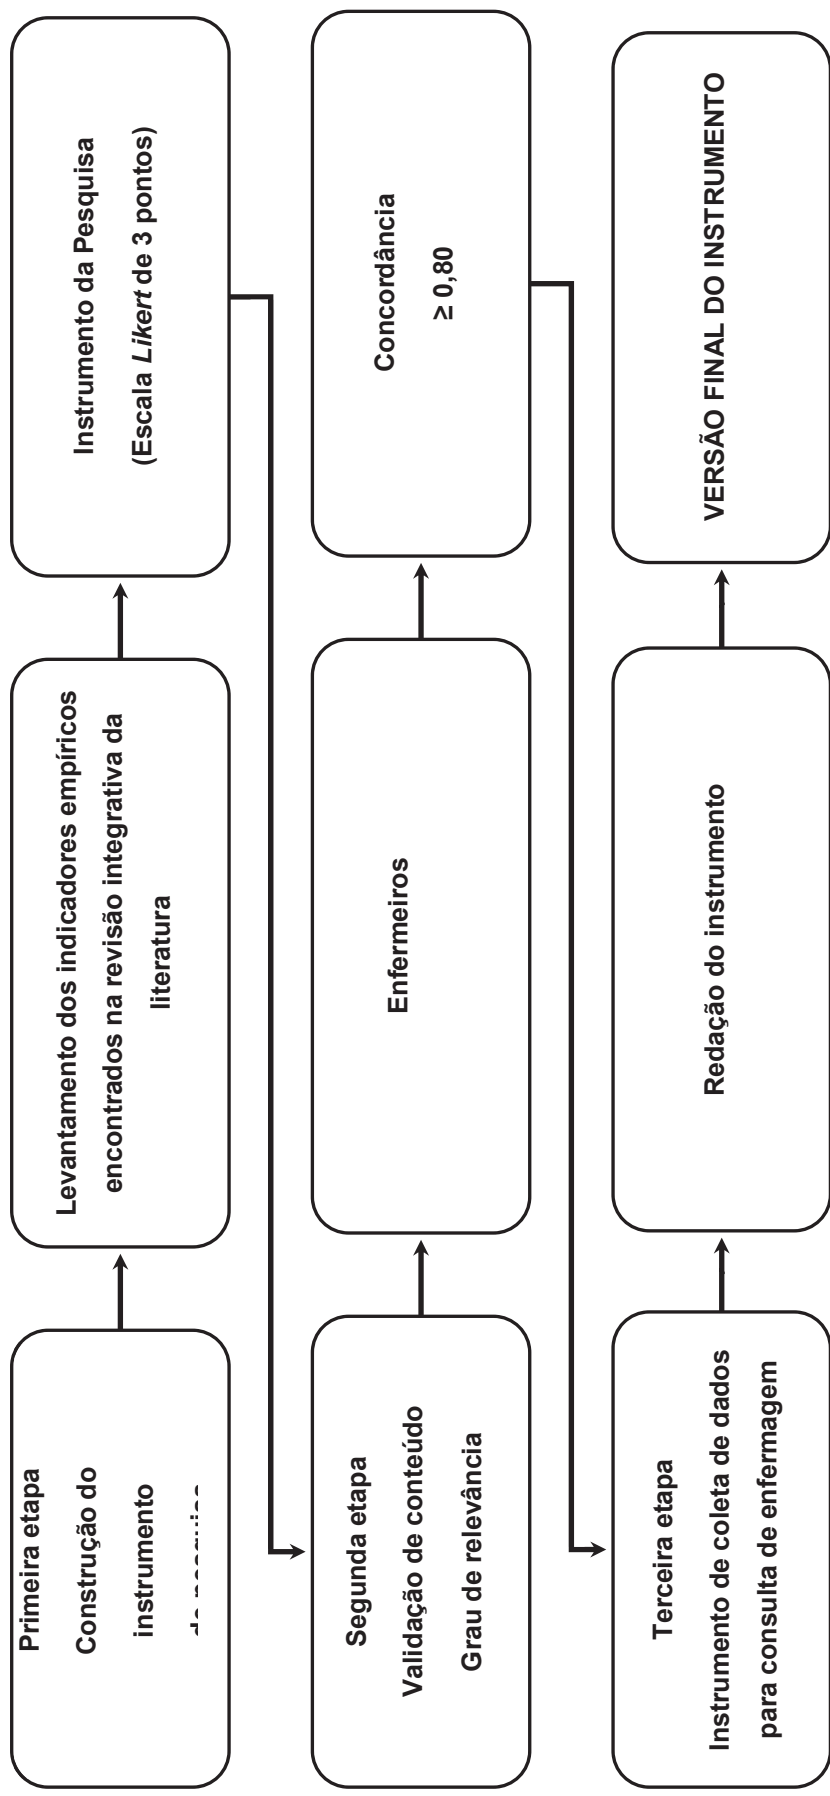 Primeira etapa
Construção do
instrumento
Levantamento dos indicadores empíricos
encontrados na revisão integrativa da
literatura
Instrumento da Pesquisa
(Escala Likert de 3 pontos)
Segunda etapa
Validação de conteúdo
Grau de relevância
Enfermeiros
Concordância
≥ 0,80
Terceira etapa
Instrumento de coleta de dados
para consulta de enfermagem
Redação do instrumento
VERSÃO FINAL DO INSTRUMENTO